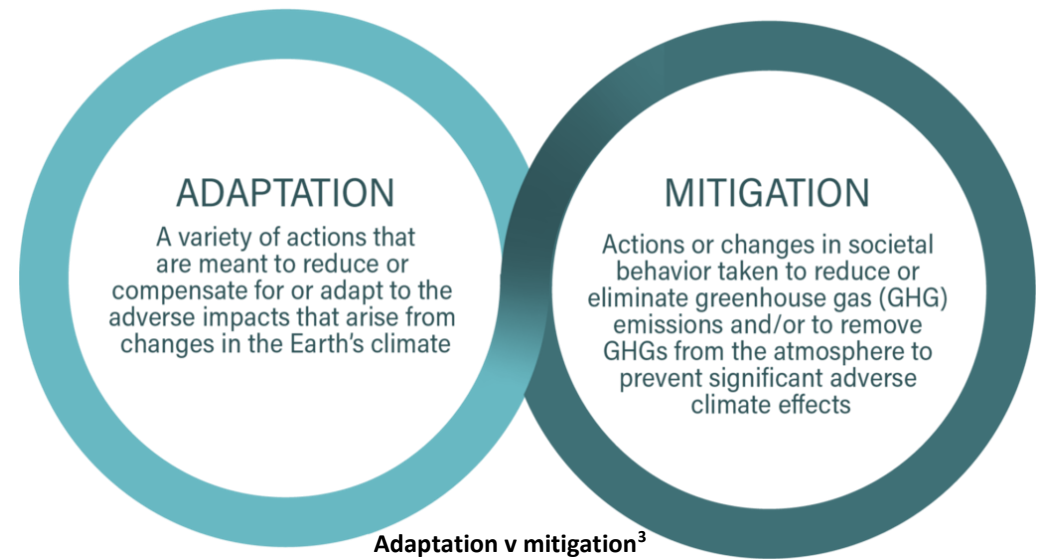 ADAPTATION
A variety of actions that
are meant to reduce or
compensate for or adapt to the
adverse impacts that arise from
changes in the Earth's climate
MITIGATION
Actions or changes in societal
behavior taken to reduce or
eliminate greenhouse gas (GHG)
emissions and/or to remove
GHGs from the atmosphere to
prevent significant adverse
climate effects
Adaptation v mitigation³